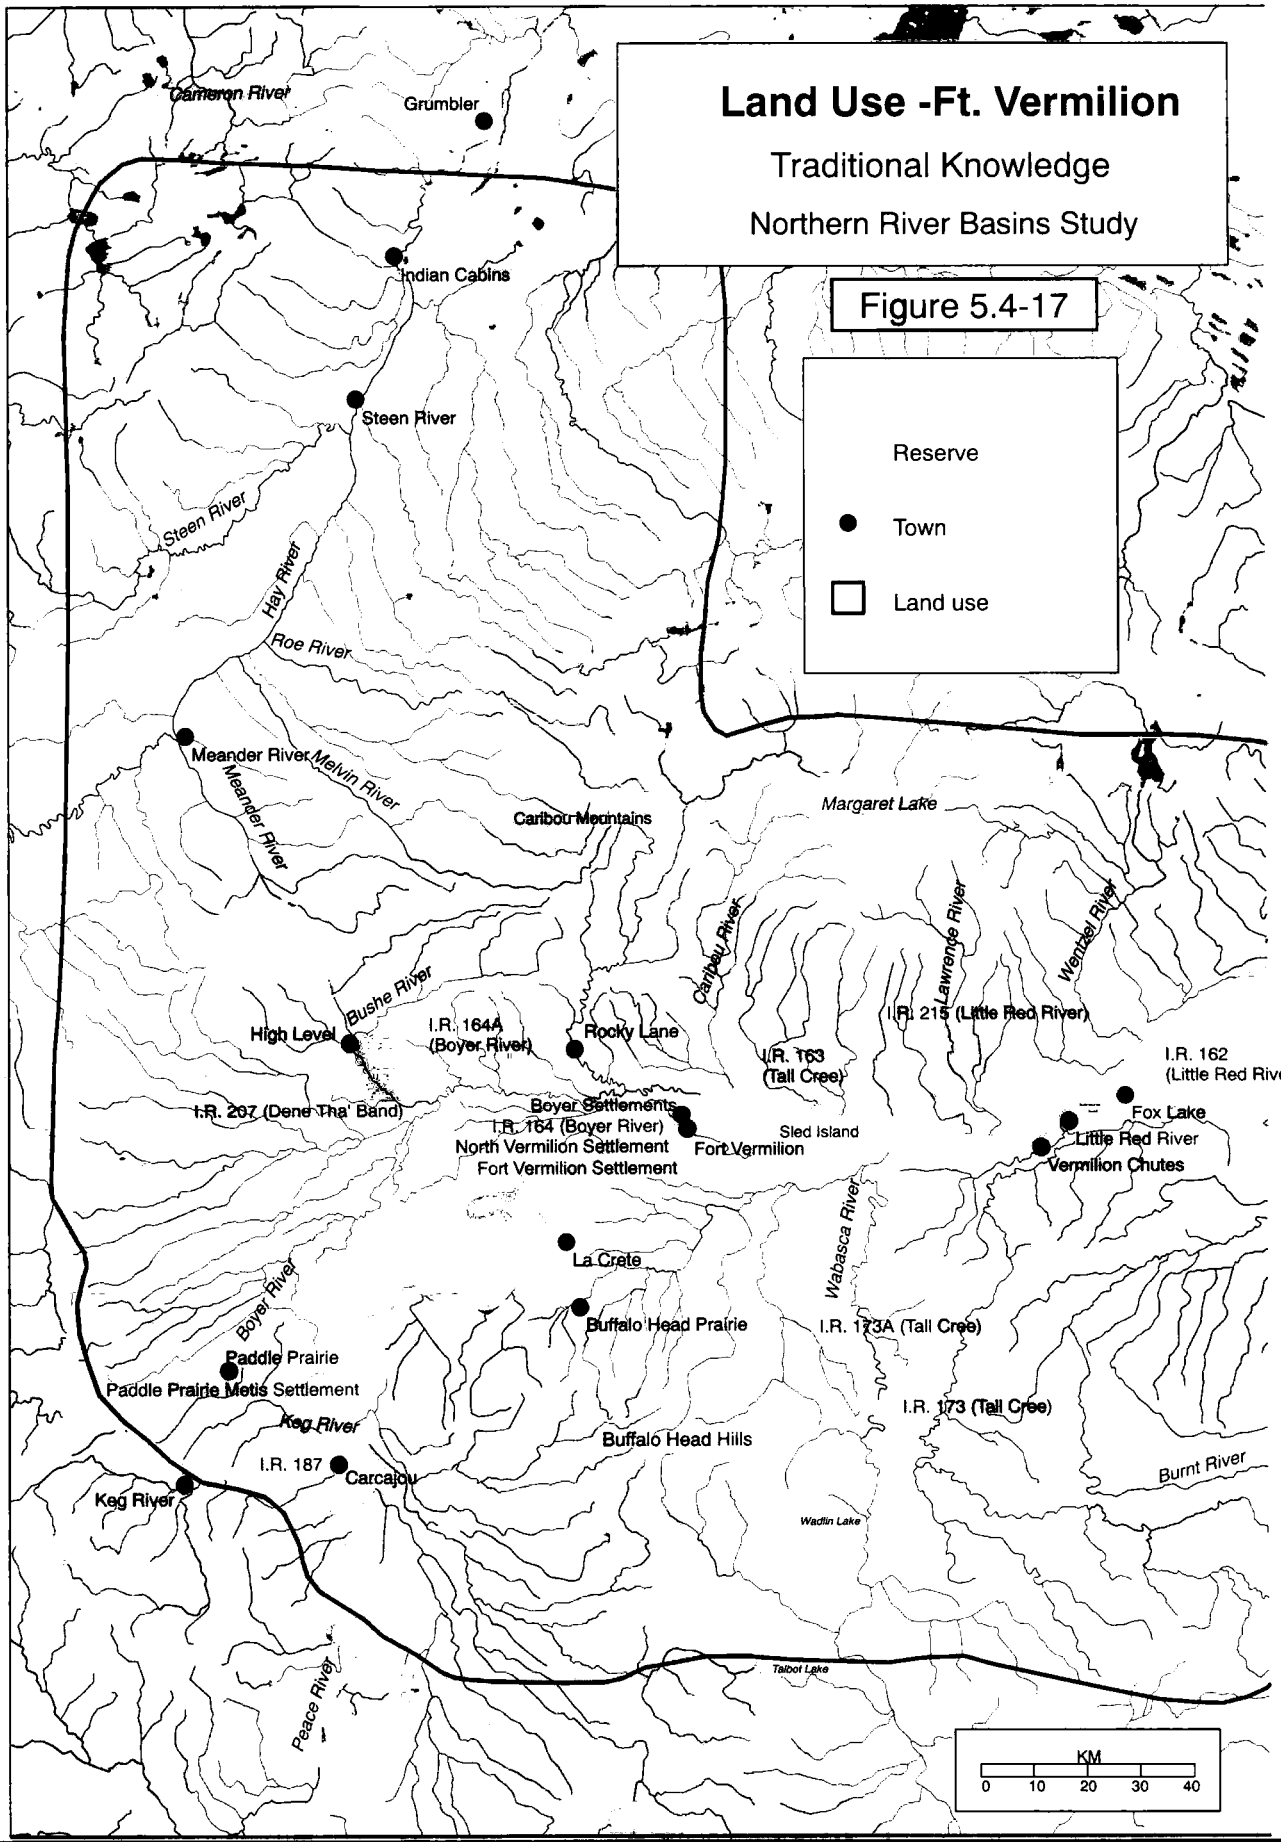 Land Use -Ft. Vermilion
Traditional Knowledge
Northern River Basins Study
Figure 5.4-17
Reserve
Town
Land use
Cameron River
Grumbler
Indian Cabins
Steen River
Steen River
Hay River
Roe River
Meander River
Melvin River
Meander River
Caribou Mountains
Margaret Lake
Caribou River
Lawrence River
Wentzel River
Bushe River
High Level
I.R. 164A
(Boyer River)
Rocky Lane
I.R. 215 (Little Red River)
I.R. 163
(Tall Cree)
I.R. 162
(Little Red Rive
I.R. 207 (Dene Tha' Band)
Boyer Settlements
I.R. 164 (Boyer River)
North Vermilion Settlement
Fort Vermilion Settlement
Fort Vermilion
Sled Island
Fox Lake
Little Red River
Vermilion Chutes
Wabasca River
La Crete
Boyer River
Buffalo Head Prairie
I.R. 173A (Tall Cree)
Paddle Prairie
Paddle Prairie Metis Settlement
Keg River
I.R. 173 (Tall Cree)
Buffalo Head Hills
I.R. 187
Carcajou
Keg River
Burnt River
Wadlin Lake
Talbot Lake
Peace River
KM
0 10 20 30 40